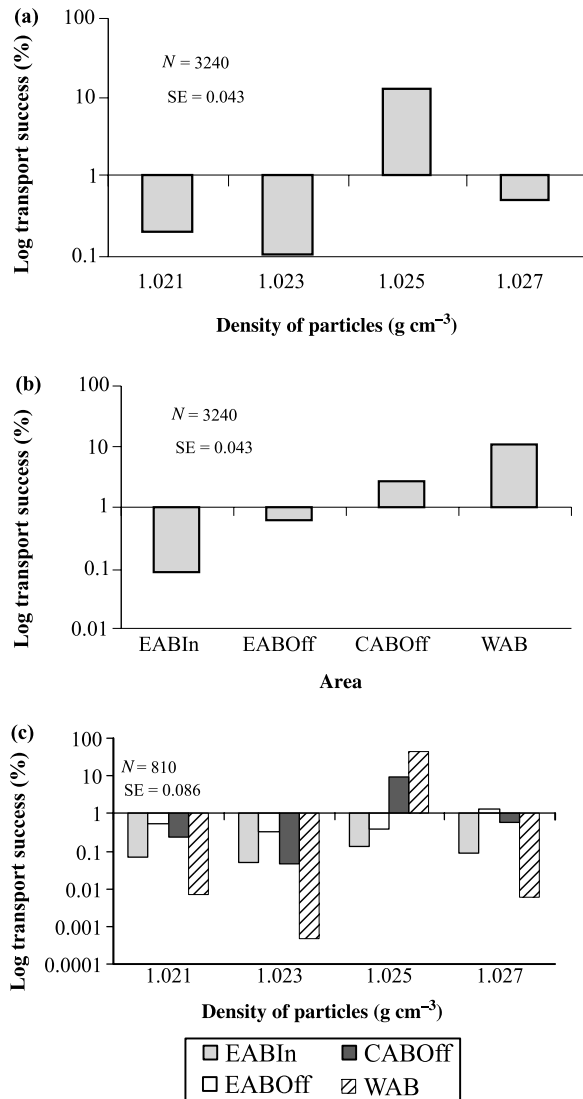 (a)
Log transport success (%)
100
10
1
0.1
N = 3240
SE = 0.043
1.021 1.023 1.025 1.027
Density of particles (g cm⁻³)
(b)
Log transport success (%)
100
10
1
0.1
0.01
N = 3240
SE = 0.043
EABIn EABOff CABOff WAB
Area
(c)
Log transport success (%)
100
10
1
0.1
0.01
0.001
0.0001
N = 810
SE = 0.086
1.021 1.023 1.025 1.027
Density of particles (g cm⁻³)
EABIn CABOff
EABOff WAB